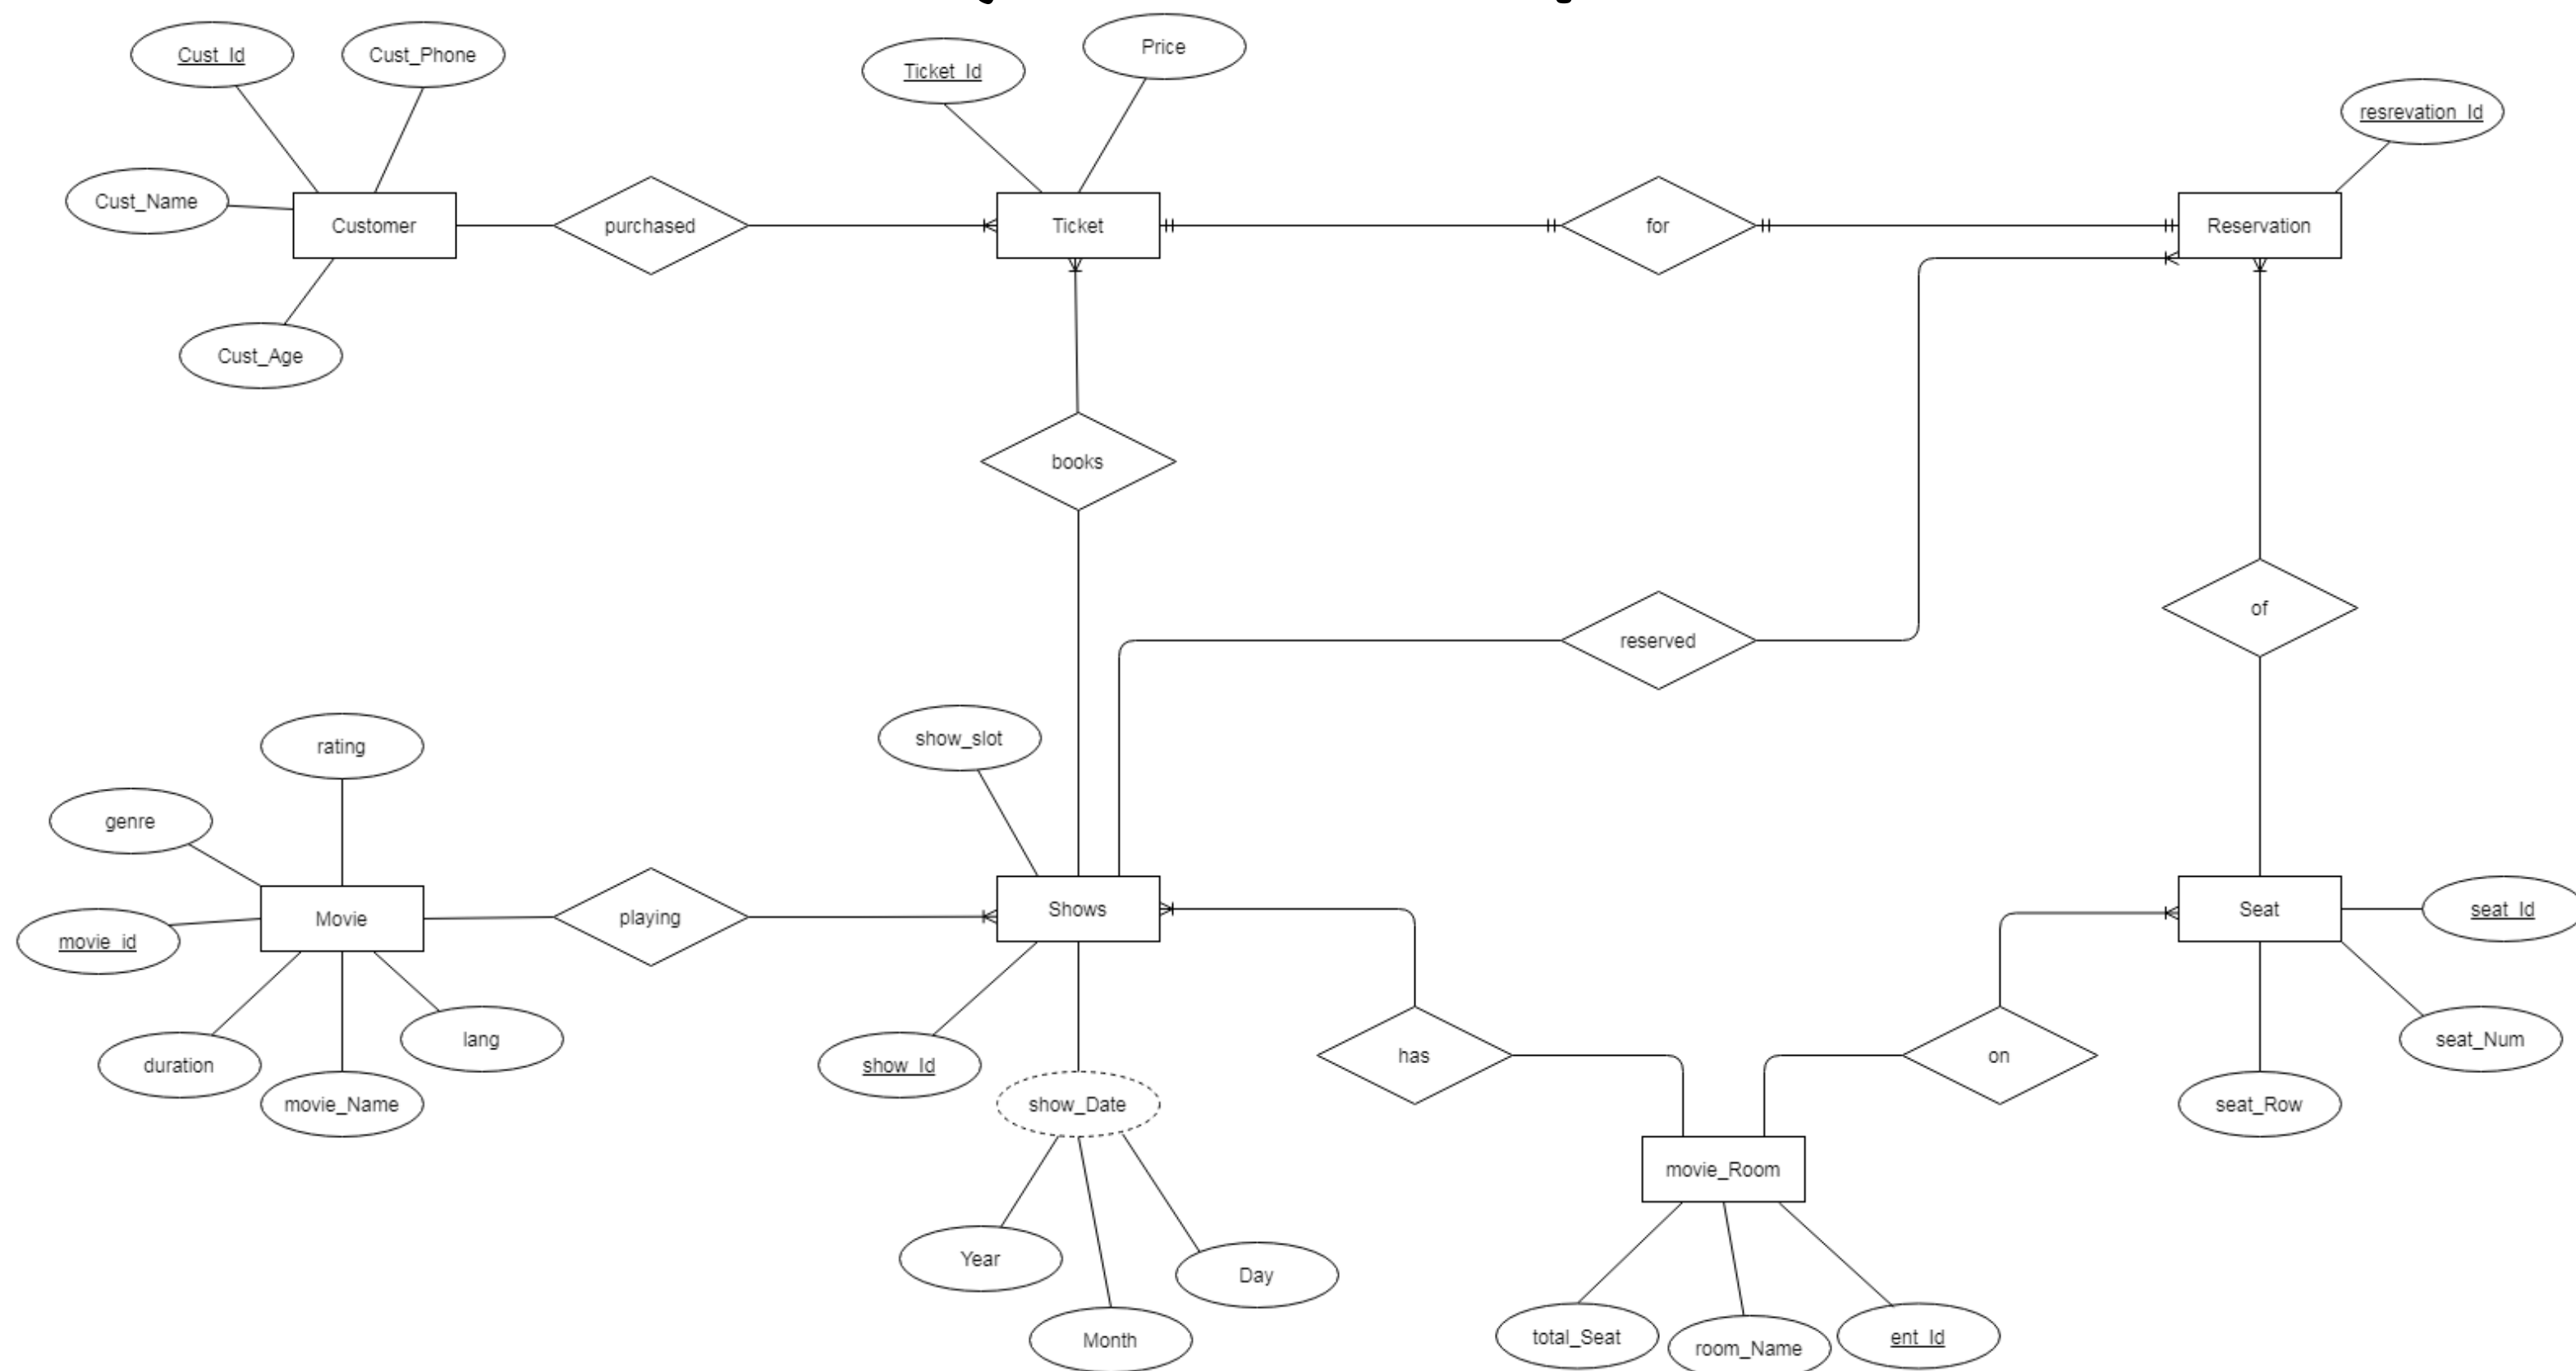 Cust_Id
Cust_Phone
Ticket_Id
Price
resrevation_Id
Cust_Name
Customer
purchased
Ticket
for
Reservation
Cust_Age
books
of
reserved
show_slot
rating
genre
Movie
playing
Shows
Seat
seat_Id
movie_id
lang
seat_Num
duration
show_Id
has
on
movie_Name
show_Date
seat_Row
movie_Room
Year
Day
Month
total_Seat
room_Name
ent_Id